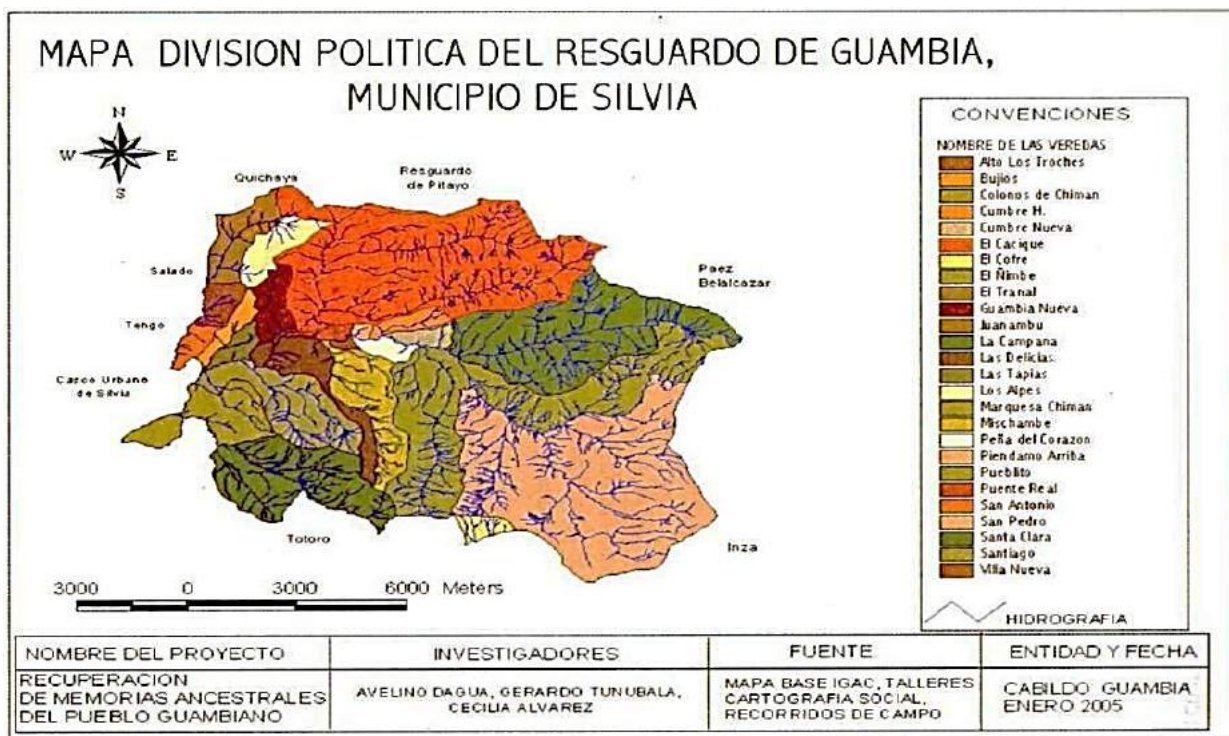 MAPA DIVISION POLITICA DEL RESGUARDO DE GUAMBIA,
MUNICIPIO DE SILVIA
N
W E
S
Quichaya
Resguardo
de Pitayo
Salado
Paez
Belalcazar
Tengo
Casco Urbano
de Silvia
Totoro
Inza
3000 0 3000 6000 Meters
CONVENCIONES
NOMBRE DE LAS VEREDAS
Alto Los Troches
Bujios
Colonos de Chiman
Cumbre H.
Cumbre Nueva
El Cacique
El Cofre
El Ñimbe
El Tranal
Guambia Nueva
Juanambu
La Campana
Las Delicias
Las Tapias
Los Alpes
Marquesa Chiman
Mischambe
Peña del Corazon
Piendamo Arriba
Pueblito
Puente Real
San Antonio
San Pedro
Santa Clara
Santiago
Villa Nueva
HIDROGRAFIA
NOMBRE DEL PROYECTO
RECUPERACION
DE MEMORIAS ANCESTRALES
DEL PUEBLO GUAMBIANO
INVESTIGADORES
AVELINO DAGUA, GERARDO TUNUBALA,
CECILIA ALVAREZ
FUENTE
MAPA BASE IGAC, TALLERES
CARTOGRAFIA SOCIAL,
RECORRIDOS DE CAMPO
ENTIDAD Y FECHA
CABILDO GUAMBIA
ENERO 2005